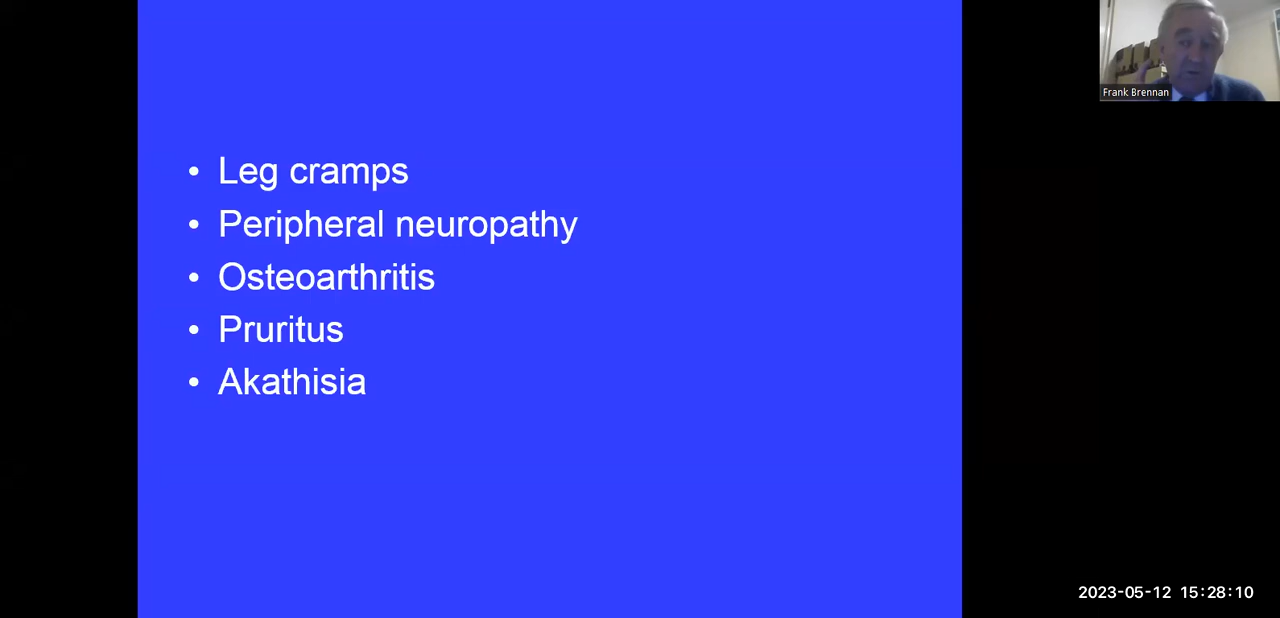 • Leg cramps
• Peripheral neuropathy
• Osteoarthritis
• Pruritus
• Akathisia
Frank Brennan
2023-05-12 15:28:10